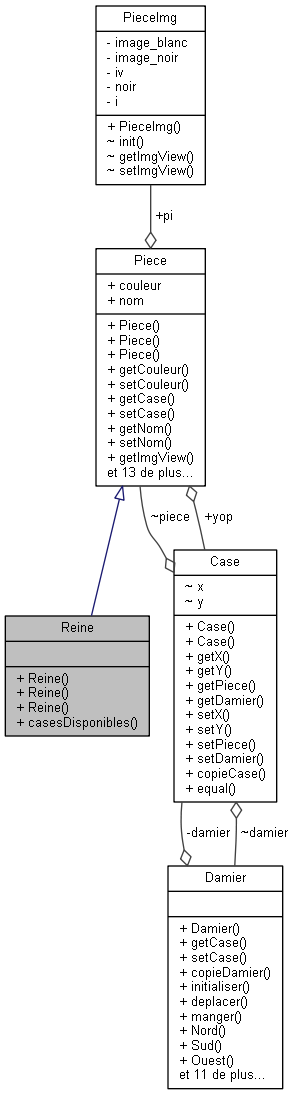 PieceImg
- image_blanc
- image_noir
- iv
- noir
- i
+ PieceImg()
~ init()
~ getImgView()
~ setImgView()
+pi
Piece
+ couleur
+ nom
+ Piece()
+ Piece()
+ Piece()
+ getCouleur()
+ setCouleur()
+ getCase()
+ setCase()
+ getNom()
+ setNom()
+ getImgView()
et 13 de plus...
~piece
+yop
Reine
+ Reine()
+ Reine()
+ Reine()
+ casesDisponibles()
Case
~ x
~ y
+ Case()
+ Case()
+ getX()
+ getY()
+ getPiece()
+ getDamier()
+ setX()
+ setY()
+ setPiece()
+ setDamier()
+ copieCase()
+ equal()
-damier
~damier
Damier
+ Damier()
+ getCase()
+ setCase()
+ copieDamier()
+ initialiser()
+ deplacer()
+ manger()
+ Nord()
+ Sud()
+ Ouest()
et 11 de plus...